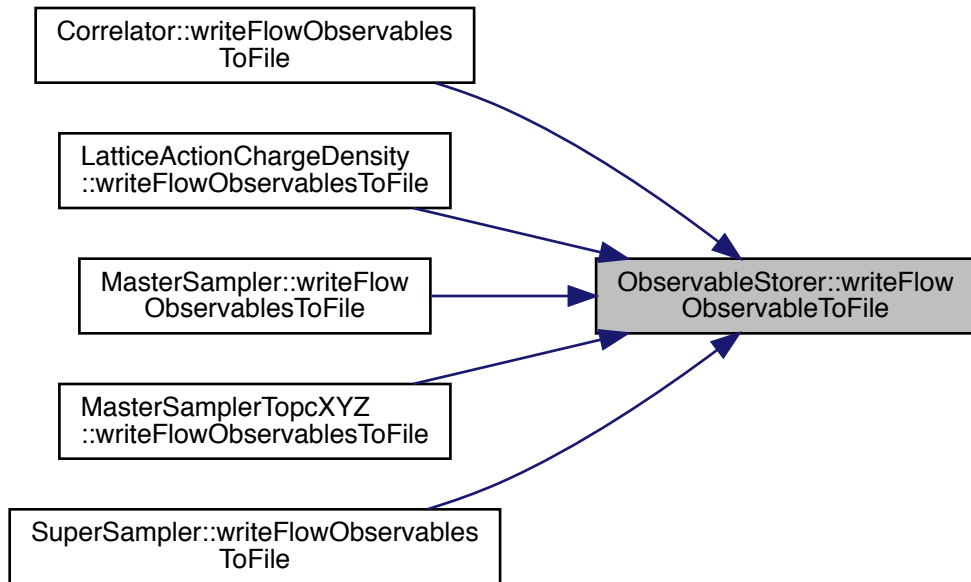 Correlator::writeFlowObservables
ToFile
LatticeActionChargeDensity
::writeFlowObservablesToFile
MasterSampler::writeFlow
ObservablesToFile
ObservableStorer::writeFlow
ObservableToFile
MasterSamplerTopcXYZ
::writeFlowObservablesToFile
SuperSampler::writeFlowObservables
ToFile